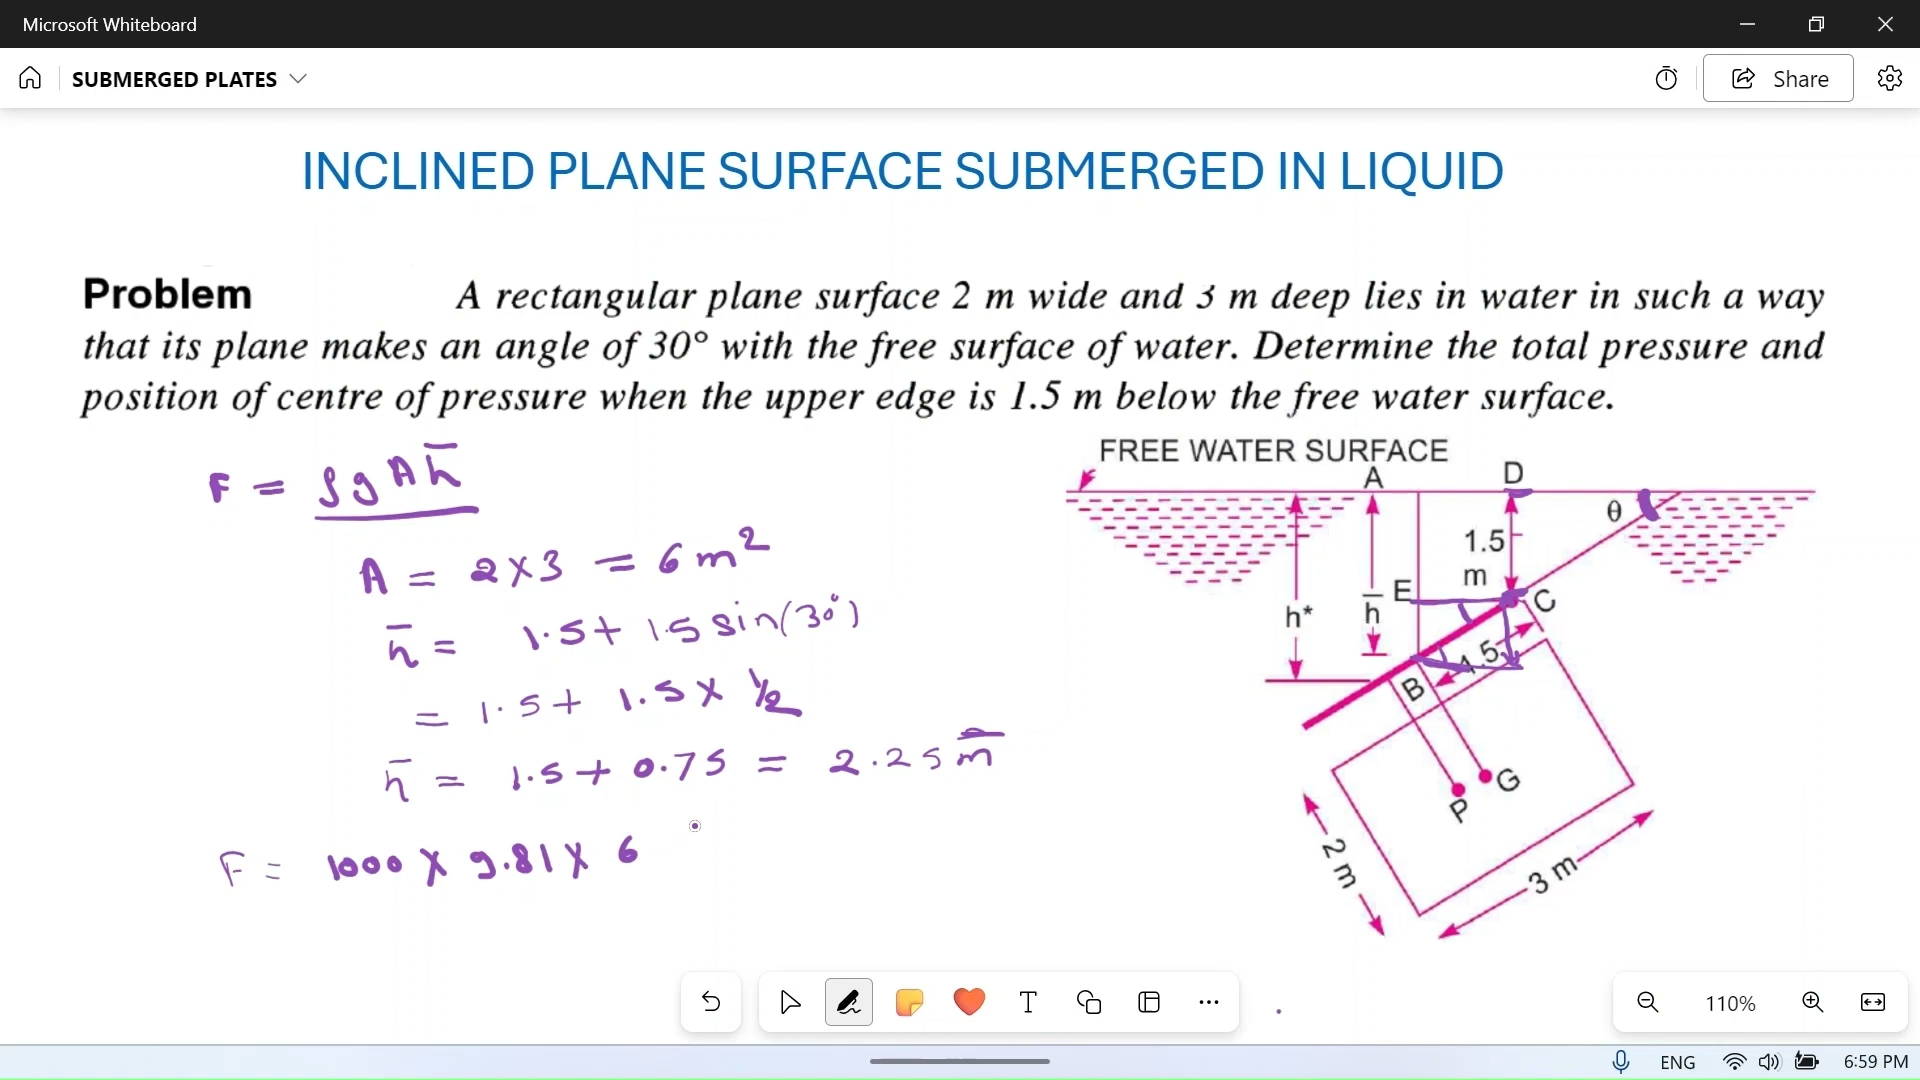 Microsoft Whiteboard
SUBMERGED PLATES
Share
INCLINED PLANE SURFACE SUBMERGED IN LIQUID
Problem A rectangular plane surface 2 m wide and 3 m deep lies in water in such a way
that its plane makes an angle of 30° with the free surface of water. Determine the total pressure and
position of centre of pressure when the upper edge is 1.5 m below the free water surface.
F = ρgAh̄
A = 2×3 = 6 m²
h̄ = 1.5 + 1.5 sin(30°)
= 1.5 + 1.5 × 1/2
h̄ = 1.5 + 0.75 = 2.25 m
F = 1000 × 9.81 × 6
FREE WATER SURFACE
A
D
θ
1.5
m
E
C
h*
h̄
1.5
B
G
P
2 m
3 m
T
110%
ENG
6:59 PM